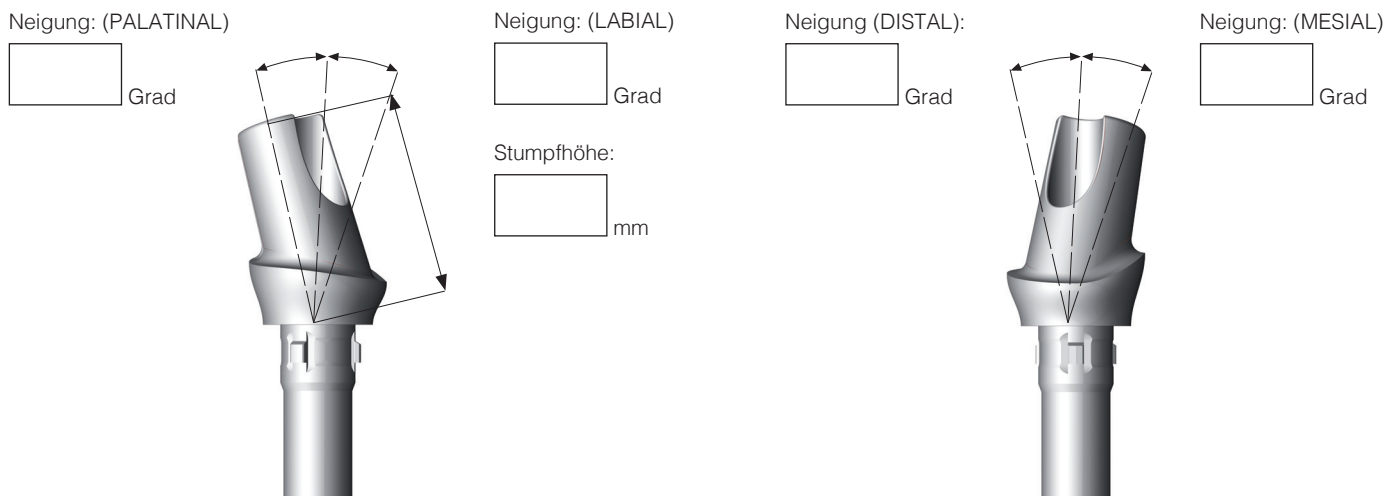 Neigung: (PALATINAL)
Grad
Neigung: (LABIAL)
Grad
Stumpfhöhe:
mm
Neigung (DISTAL):
Grad
Neigung: (MESIAL)
Grad